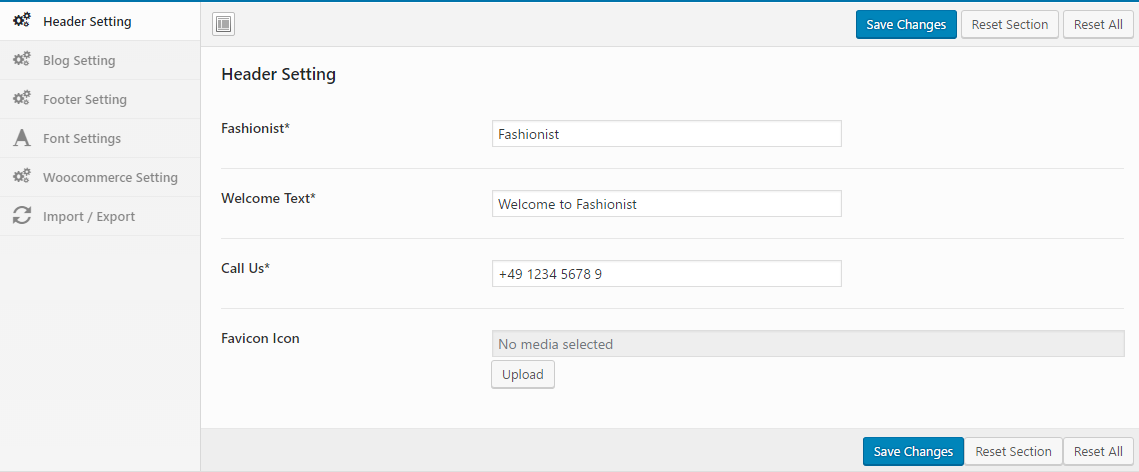 Header Setting
Blog Setting
Footer Setting
Font Settings
Woocommerce Setting
Import / Export
Save Changes Reset Section Reset All
Header Setting
Fashionist* Fashionist
Welcome Text* Welcome to Fashionist
Call Us* +49 1234 5678 9
Favicon Icon No media selected
Upload
Save Changes Reset Section Reset All